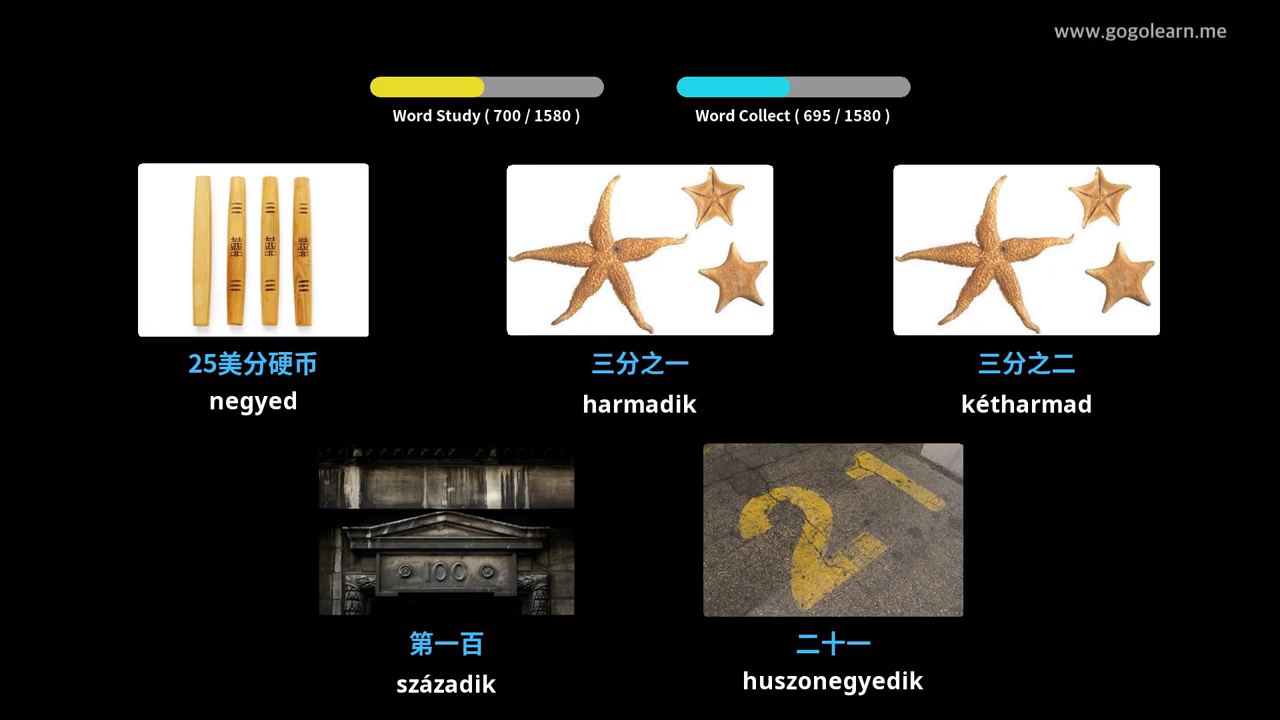 www.gogolearn.me
Word Study ( 700 / 1580 )
Word Collect ( 695 / 1580 )
25美分硬币
negyed
三分之一
harmadik
三分之二
kétharmad
100
第一百
századik
21
二十一
huszonegyedik